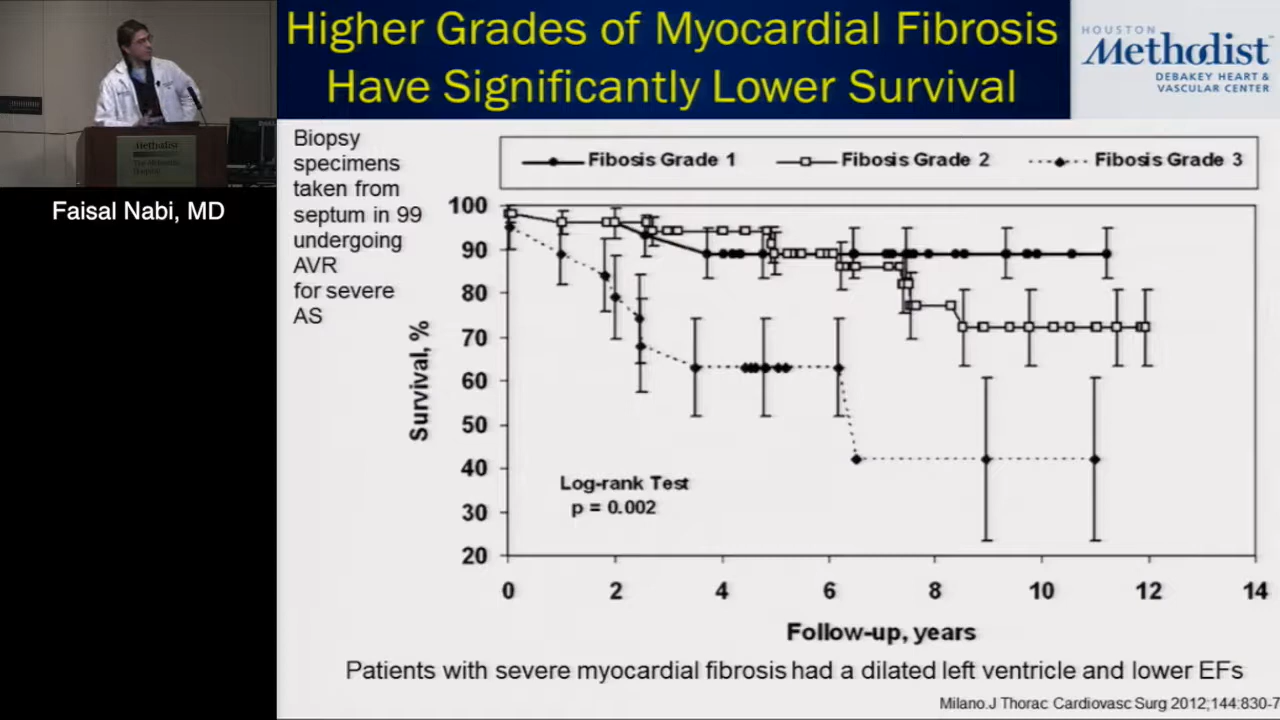 Higher Grades of Myocardial Fibrosis
Have Significantly Lower Survival
HOUSTON
Methodist
DEBAKEY HEART &
VASCULAR CENTER
Methodist
Faisal Nabi, MD
Biopsy
specimens
taken from
septum in 99
undergoing
AVR
for severe
AS
Fibosis Grade 1
Fibosis Grade 2
Fibosis Grade 3
100
90
80
70
60
50
40
30
20
Survival, %
Log-rank Test
p = 0.002
0 2 4 6 8 10 12 14
Follow-up, years
Patients with severe myocardial fibrosis had a dilated left ventricle and lower EFs
Milano.J Thorac Cardiovasc Surg 2012;144:830-7